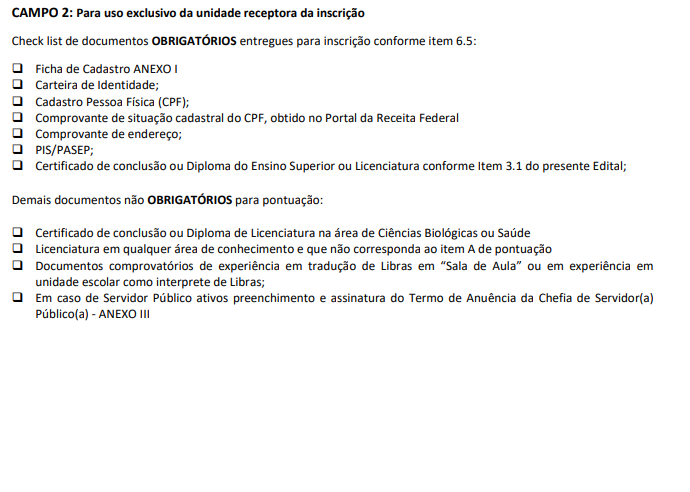 CAMPO 2: Para uso exclusivo da unidade receptora da inscrição
Check list de documentos OBRIGATÓRIOS entregues para inscrição conforme item 6.5:
❑ Ficha de Cadastro ANEXO I
❑ Carteira de Identidade;
❑ Cadastro Pessoa Física (CPF);
❑ Comprovante de situação cadastral do CPF, obtido no Portal da Receita Federal
❑ Comprovante de endereço;
❑ PIS/PASEP;
❑ Certificado de conclusão ou Diploma do Ensino Superior ou Licenciatura conforme Item 3.1 do presente Edital;
Demais documentos não OBRIGATÓRIOS para pontuação:
❑ Certificado de conclusão ou Diploma de Licenciatura na área de Ciências Biológicas ou Saúde
❑ Licenciatura em qualquer área de conhecimento e que não corresponda ao item A de pontuação
❑ Documentos comprovatórios de experiência em tradução de Libras em “Sala de Aula” ou em experiência em
unidade escolar como interprete de Libras;
❑ Em caso de Servidor Público ativos preenchimento e assinatura do Termo de Anuência da Chefia de Servidor(a)
Público(a) - ANEXO III